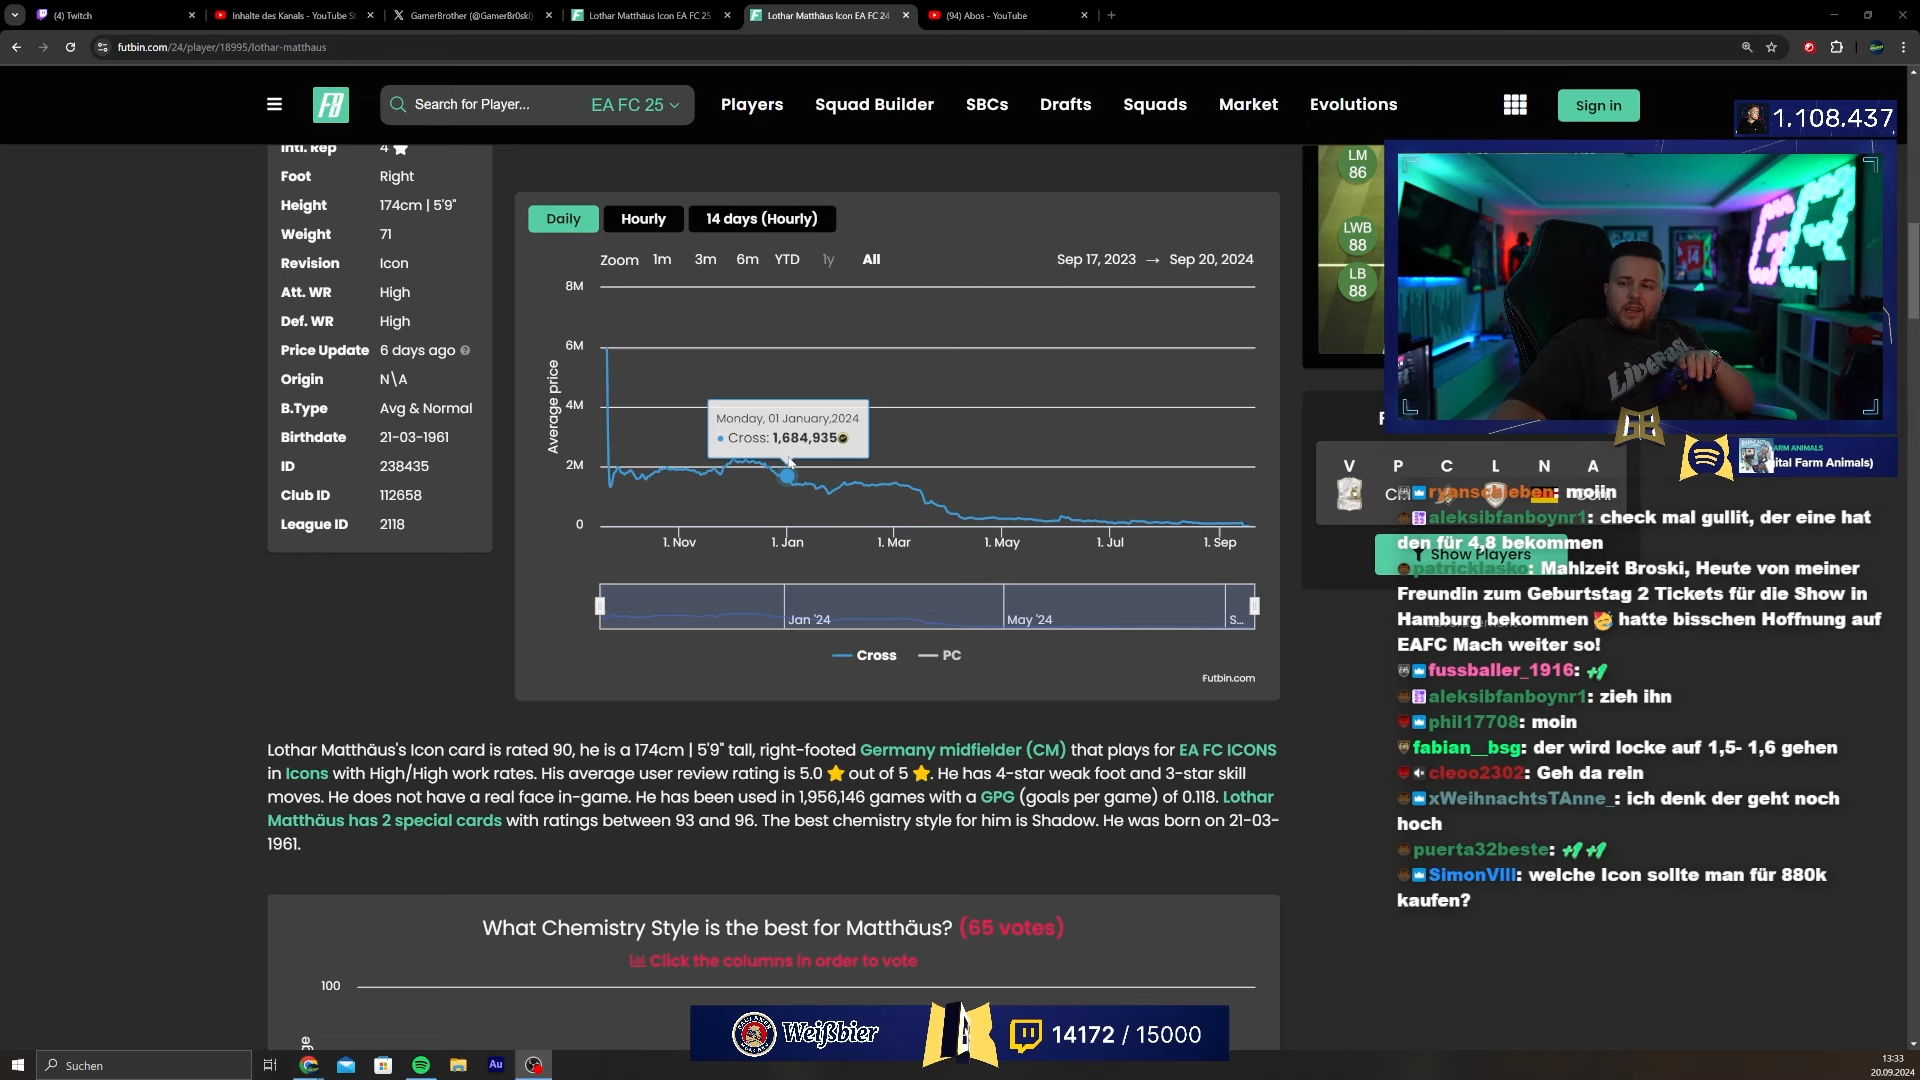 (4) Twitch
Inhalte des Kanals - YouTube St
GamerBrother (@GamerBr0ski)
Lothar Matthäus Icon EA FC 25
Lothar Matthäus Icon EA FC 24
(94) Abos - YouTube
futbin.com/24/player/18995/lothar-matthaus
Search for Player...
EA FC 25
Players
Squad Builder
SBCs
Drafts
Squads
Market
Evolutions
Sign in
1.108.437
Intl. Rep 4
Foot Right
Height 174cm | 5'9"
Weight 71
Revision Icon
Att. WR High
Def. WR High
Price Update 6 days ago
Origin N\A
B.Type Avg & Normal
Birthdate 21-03-1961
ID 238435
Club ID 112658
League ID 2118
Daily
Hourly
14 days (Hourly)
Zoom 1m 3m 6m YTD 1y All
Sep 17, 2023 → Sep 20, 2024
Average price
8M
6M
4M
2M
0
Monday, 01 January,2024
Cross: 1,684,935
1. Nov
1. Jan
1. Mar
1. May
1. Jul
1. Sep
Jan '24
May '24
S...
Cross
PC
Futbin.com
LM
86
LWB
88
LB
88
LiveFast
ARM ANIMALS
ital Farm Animals)
V P C L N A
ryanschieben: moiin
aleksibfanboynr1: check mal gullit, der eine hat
den für 4,8 bekommen
Show Players
patricklasko: Mahlzeit Broski, Heute von meiner
Freundin zum Geburtstag 2 Tickets für die Show in
Hamburg bekommen 🥳 hatte bisschen Hoffnung auf
EAFC Mach weiter so!
fussballer_1916:
aleksibfanboynr1: zieh ihn
phil17708: moin
fabian__bsg: der wird locke auf 1,5- 1,6 gehen
cleoo2302: Geh da rein
xWeihnachtsTAnne_: ich denk der geht noch
hoch
puerta32beste:
SimonVIII: welche Icon sollte man für 880k
kaufen?
Lothar Matthäus's Icon card is rated 90, he is a 174cm | 5'9" tall, right-footed Germany midfielder (CM) that plays for EA FC ICONS
in Icons with High/High work rates. His average user review rating is 5.0 ⭐ out of 5 ⭐. He has 4-star weak foot and 3-star skill
moves. He does not have a real face in-game. He has been used in 1,956,146 games with a GPG (goals per game) of 0.118. Lothar
Matthäus has 2 special cards with ratings between 93 and 96. The best chemistry style for him is Shadow. He was born on 21-03-
1961.
What Chemistry Style is the best for Matthäus? (65 votes)
Click the columns in order to vote
100
Weißbier
14172 / 15000
Suchen
Au
13:33
20.09.2024